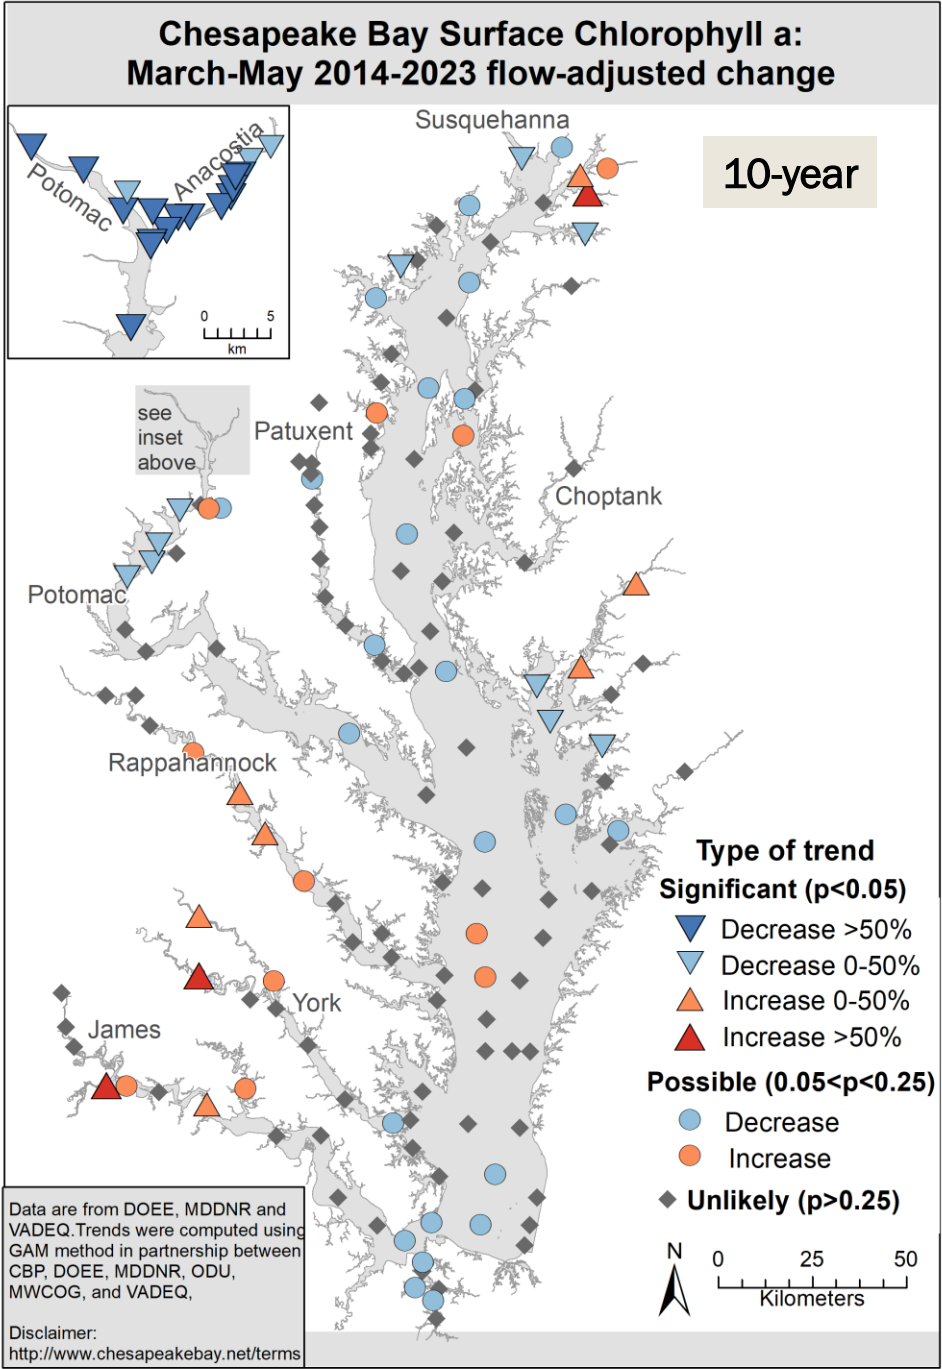 Chesapeake Bay Surface Chlorophyll a:
March-May 2014-2023 flow-adjusted change
Potomac
Anacostia
0 5
km
Susquehanna
10-year
see
inset
above
Patuxent
Choptank
Potomac
Rappahannock
York
James
Type of trend
Significant (p<0.05)
Decrease >50%
Decrease 0-50%
Increase 0-50%
Increase >50%
Possible (0.05<p<0.25)
Decrease
Increase
Unlikely (p>0.25)
N
0 25 50
Kilometers
Data are from DOEE, MDDNR and
VADEQ.Trends were computed using
GAM method in partnership between
CBP, DOEE, MDDNR, ODU,
MWCOG, and VADEQ,
Disclaimer:
http://www.chesapeakebay.net/terms